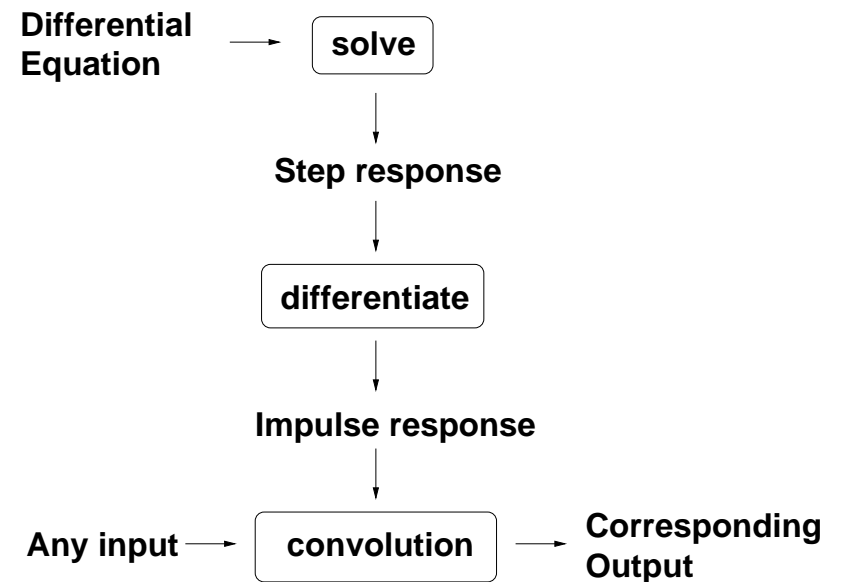 Differential
Equation
solve
Step response
differentiate
Impulse response
Any input
convolution
Corresponding
Output